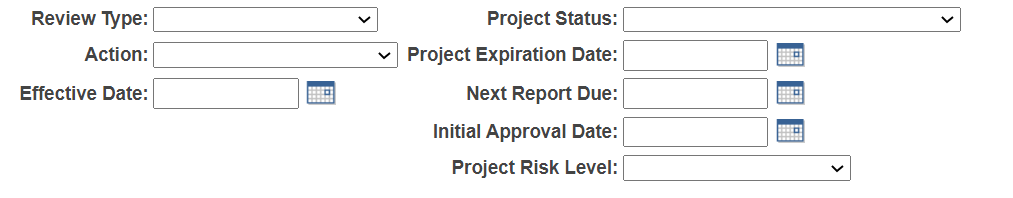 Review Type: Project Status:
Action: Project Expiration Date:
Effective Date: Next Report Due:
Initial Approval Date:
Project Risk Level: